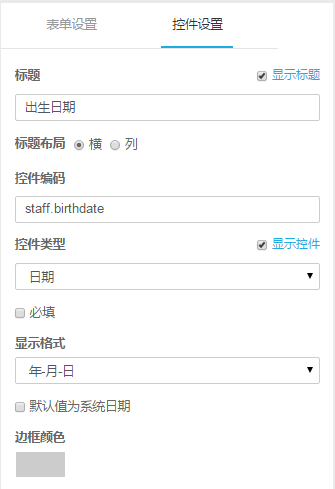 表单设置 控件设置
标题 显示标题
出生日期
标题布局 横 列
控件编码
staff.birthdate
控件类型 显示控件
日期
必填
显示格式
年-月-日
默认值为系统日期
边框颜色